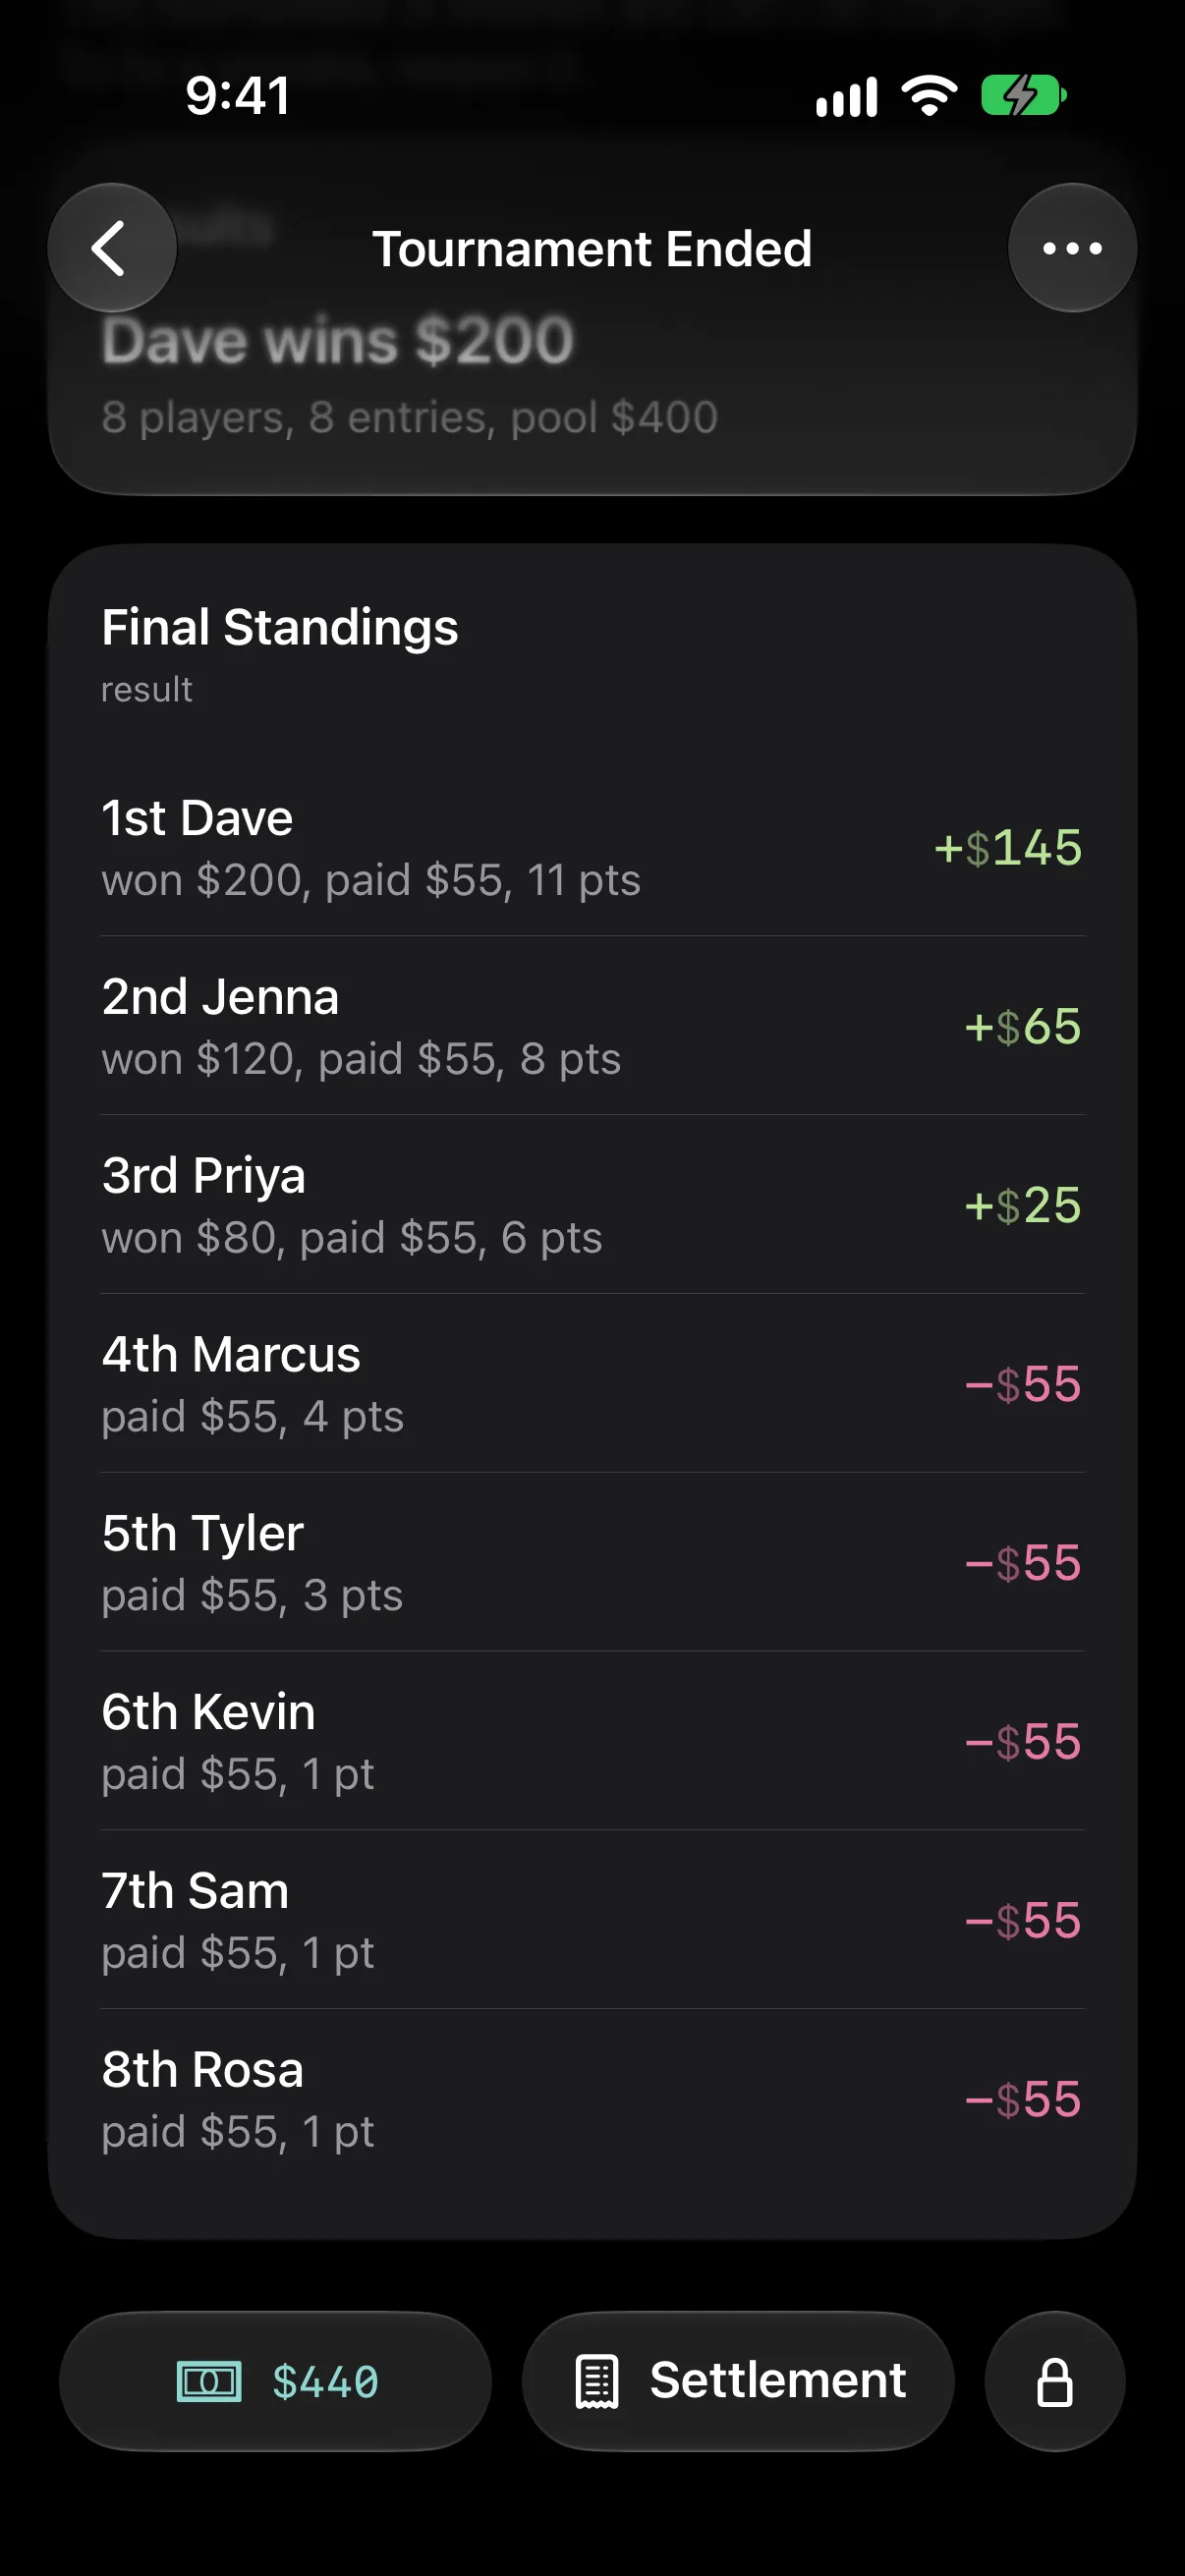 9:41
Tournament Ended
Dave wins $200
8 players, 8 entries, pool $400
Final Standings
result
1st Dave
won $200, paid $55, 11 pts
+$145
2nd Jenna
won $120, paid $55, 8 pts
+$65
3rd Priya
won $80, paid $55, 6 pts
+$25
4th Marcus
paid $55, 4 pts
−$55
5th Tyler
paid $55, 3 pts
−$55
6th Kevin
paid $55, 1 pt
−$55
7th Sam
paid $55, 1 pt
−$55
8th Rosa
paid $55, 1 pt
−$55
$440
Settlement